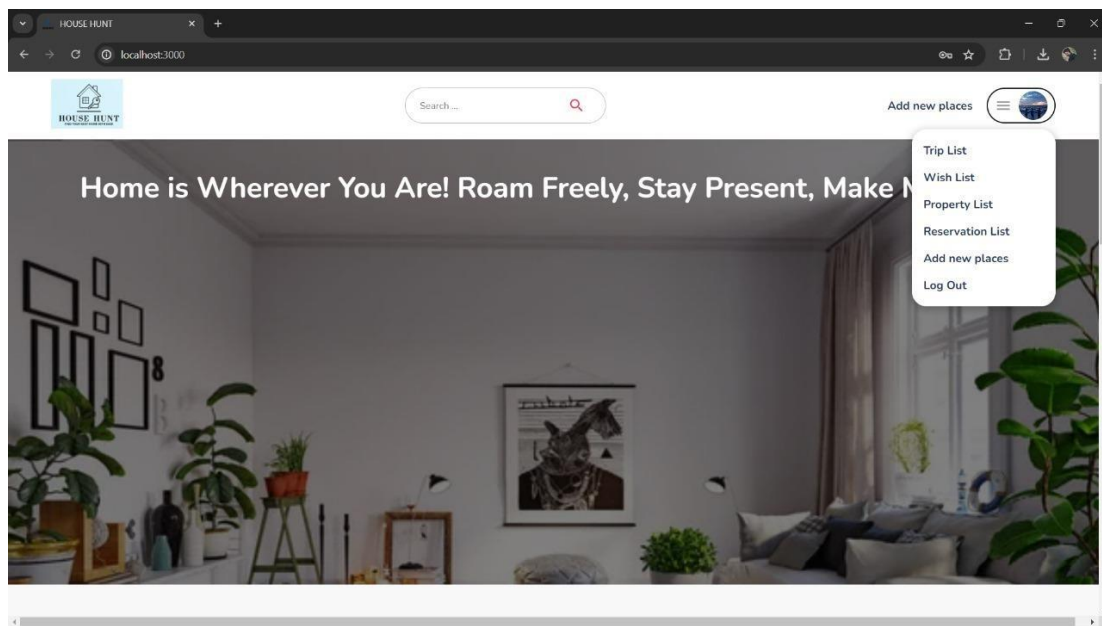 HOUSE HUNT
localhost:3000
HOUSE HUNT
Search ...
Add new places
Trip List
Wish List
Property List
Reservation List
Add new places
Log Out
Home is Wherever You Are! Roam Freely, Stay Present, Make
8